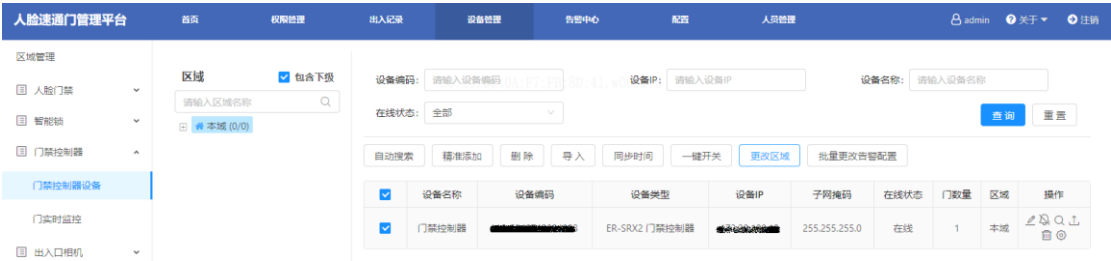 人脸速通门管理平台 首页 权限管理 出入记录 设备管理 告警中心 配置 人员管理 admin 关于 注销
区域管理
人脸门禁
智能锁
门禁控制器
门禁控制器设备
门实时监控
出入口相机
区域 包含下级
请输入区域名称
本域 (0/0)
设备编码: 请输入设备编码 设备IP: 请输入设备IP 设备名称: 请输入设备名称
在线状态: 全部 查 询 重 置
自动搜索 精准添加 删 除 导 入 同步时间 一键开关 更改区域 批量更改告警配置
设备名称 设备编码 设备类型 设备IP 子网掩码 在线状态 门数量 区域 操作
门禁控制器 ER-SRX2 门禁控制器 255.255.255.0 在线 1 本域